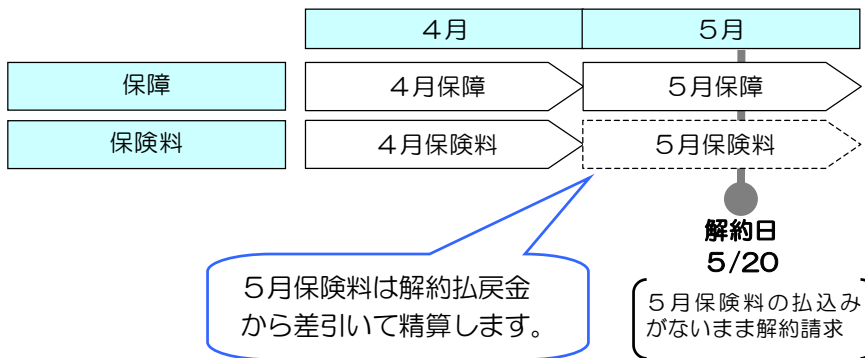 ４月 ５月
保障 ４月保障 ５月保障
保険料 ４月保険料 ５月保険料
解約日
5/20
５月保険料は解約払戻金
から差引いて精算します。
５月保険料の払込み
がないまま解約請求